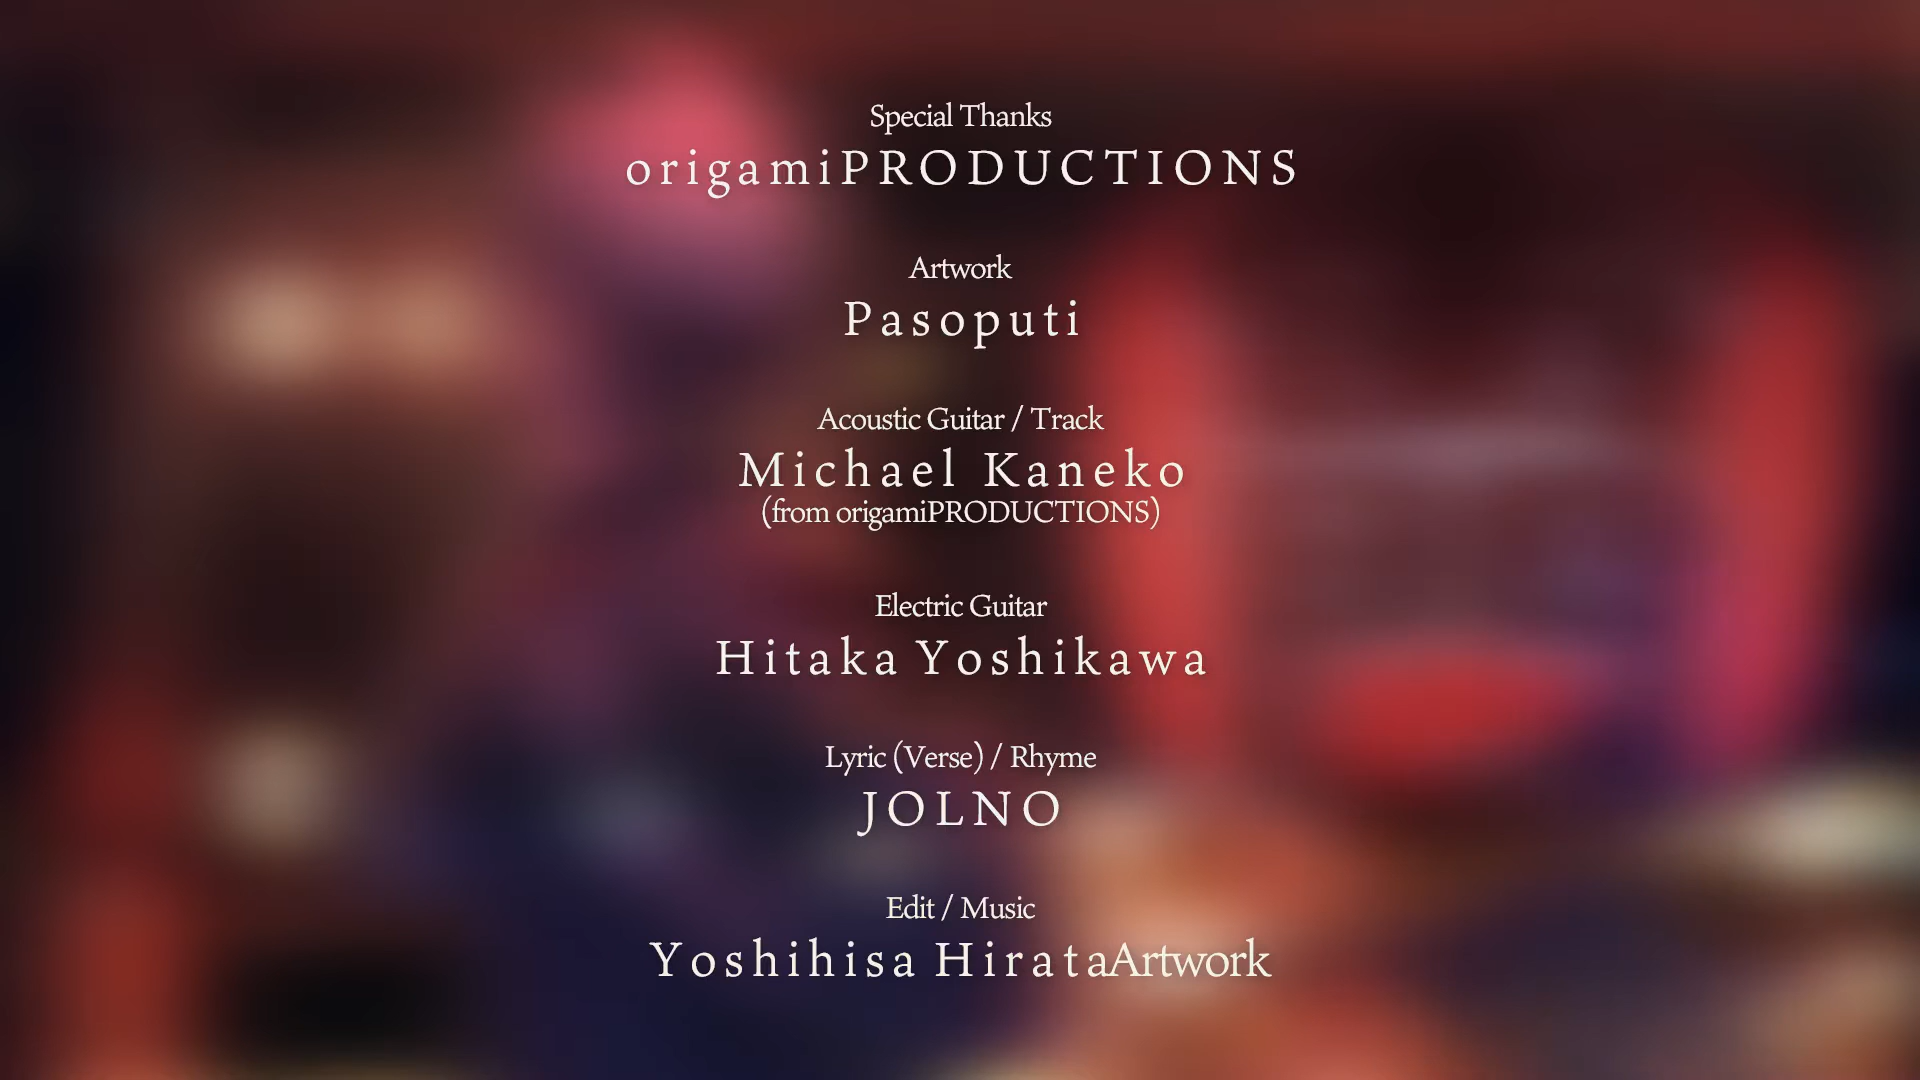 Special Thanks
origamiPRODUCTIONS
Artwork
Pasoputi
Acoustic Guitar / Track
Michael Kaneko
(from origamiPRODUCTIONS)
Electric Guitar
Hitaka Yoshikawa
Lyric (Verse) / Rhyme
JOLNO
Edit / Music
Yoshihisa HirataArtwork